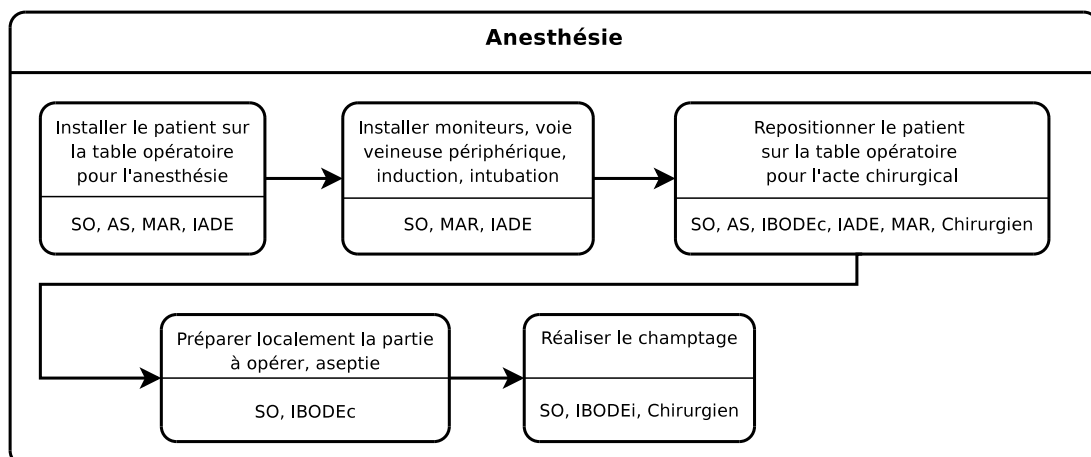 Anesthésie
Installer le patient sur
la table opératoire
pour l'anesthésie
SO, AS, MAR, IADE
Installer moniteurs, voie
veineuse périphérique,
induction, intubation
SO, MAR, IADE
Repositionner le patient
sur la table opératoire
pour l'acte chirurgical
SO, AS, IBODEc, IADE, MAR, Chirurgien
Préparer localement la partie
à opérer, aseptie
SO, IBODEc
Réaliser le champtage
SO, IBODEi, Chirurgien